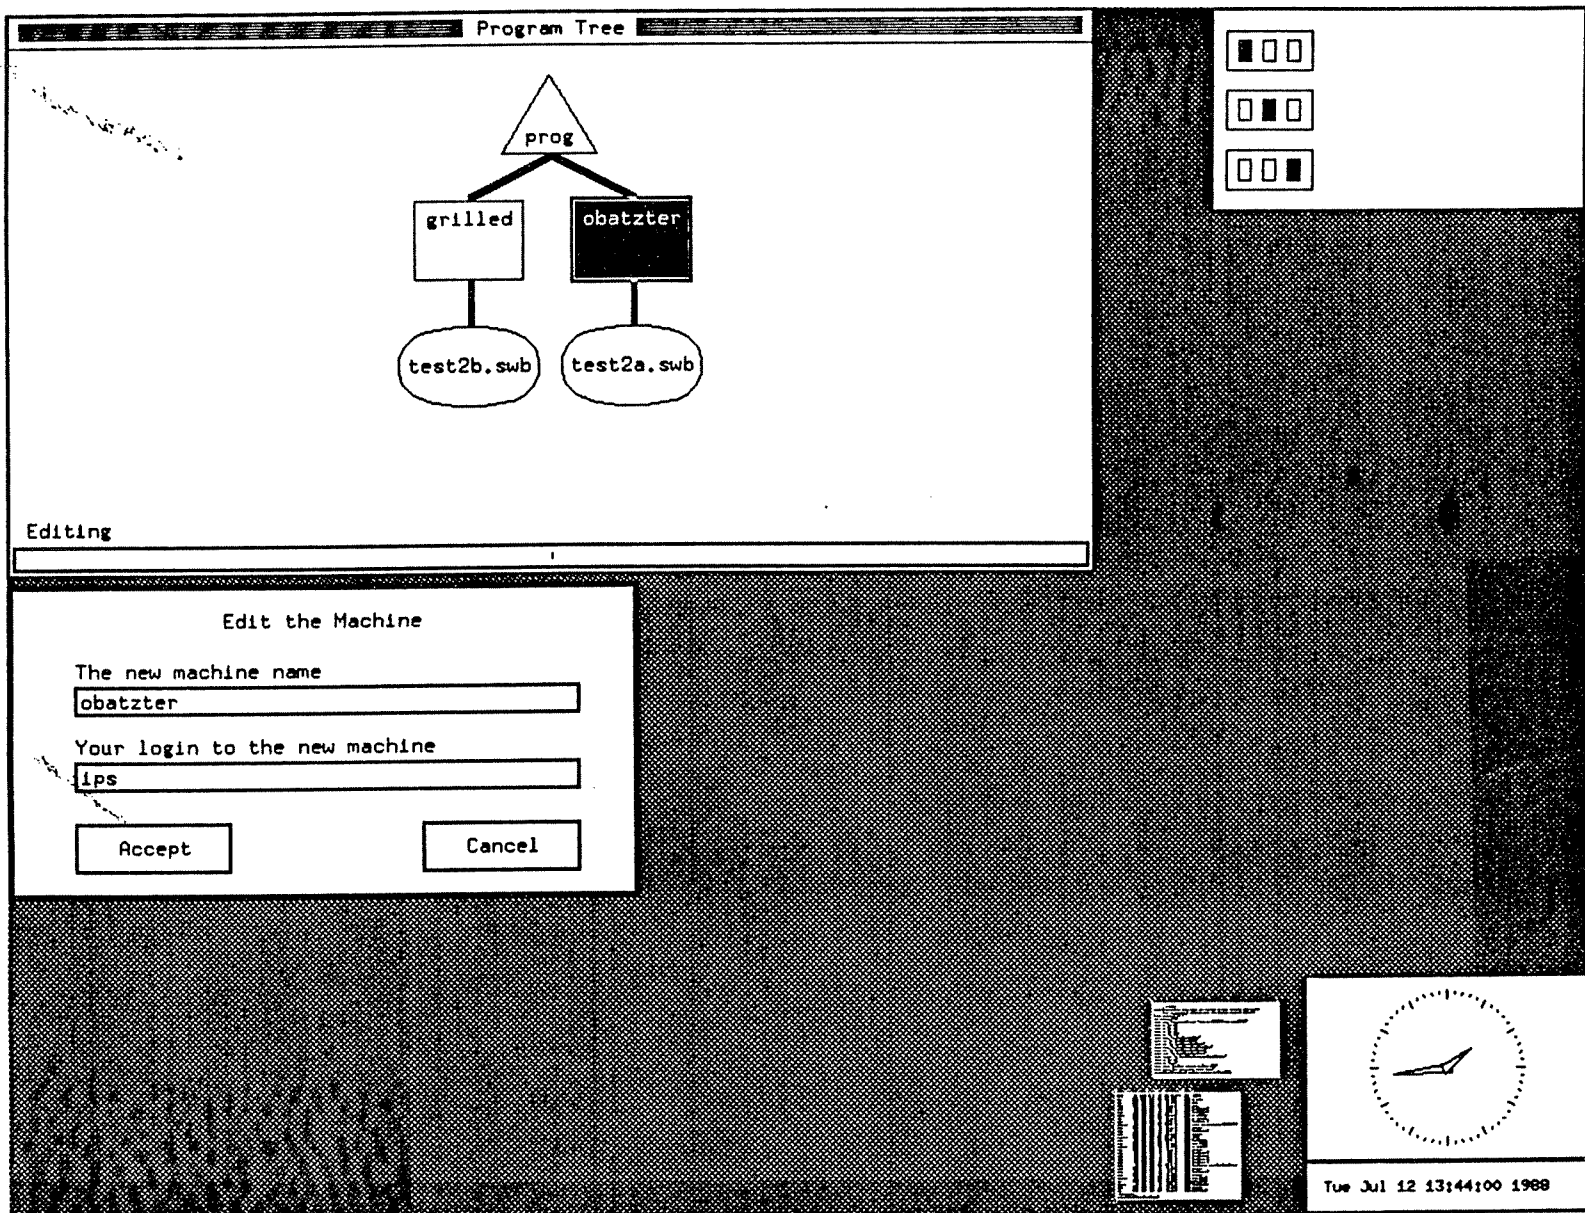 Program Tree
prog
grilled
obatzter
test2b.swb
test2a.swb
Editing
Edit the Machine
The new machine name
obatzter
Your login to the new machine
ips
Accept
Cancel
Tue Jul 12 13:44:00 1988